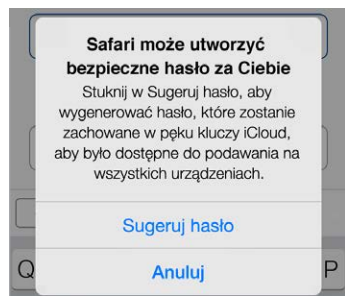 Safari może utworzyć
bezpieczne hasło za Ciebie
Stuknij w Sugeruj hasło, aby
wygenerować hasło, które zostanie
zachowane w pęku kluczy iCloud,
aby było dostępne do podawania na
wszystkich urządzeniach.
Sugeruj hasło
Q
Anuluj
P